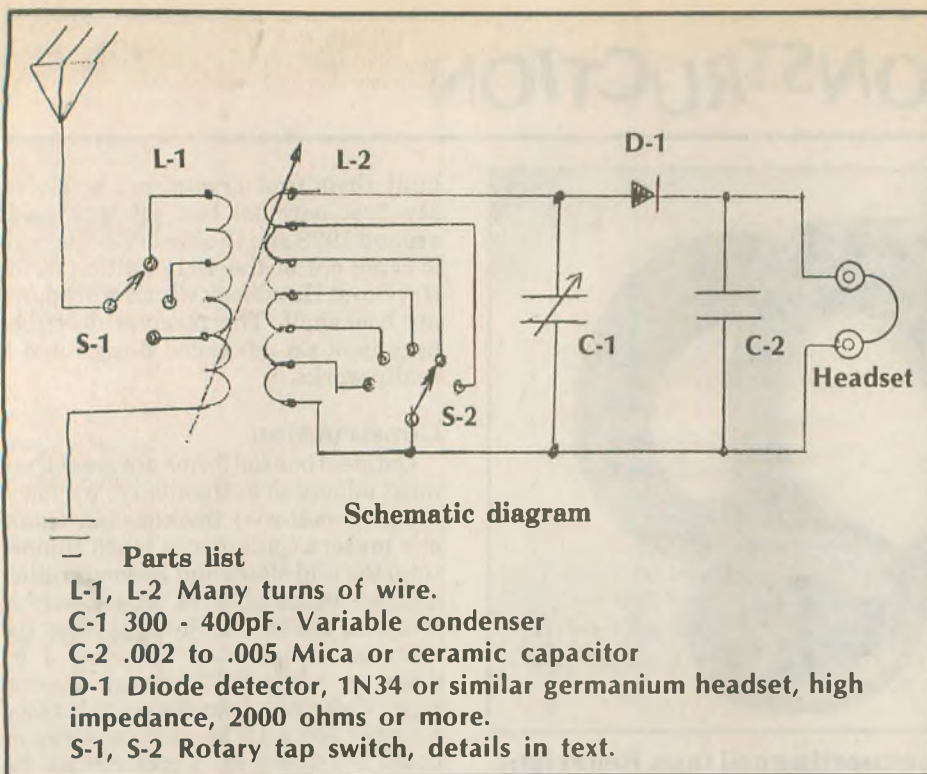 D-1
L-1
L-2
S-1
C-1
C-2
Headset
S-2
Schematic diagram
Parts list
L-1, L-2 Many turns of wire.
C-1 300 - 400pF. Variable condenser
C-2 .002 to .005 Mica or ceramic capacitor
D-1 Diode detector, 1N34 or similar germanium headset, high
impedance, 2000 ohms or more.
S-1, S-2 Rotary tap switch, details in text.